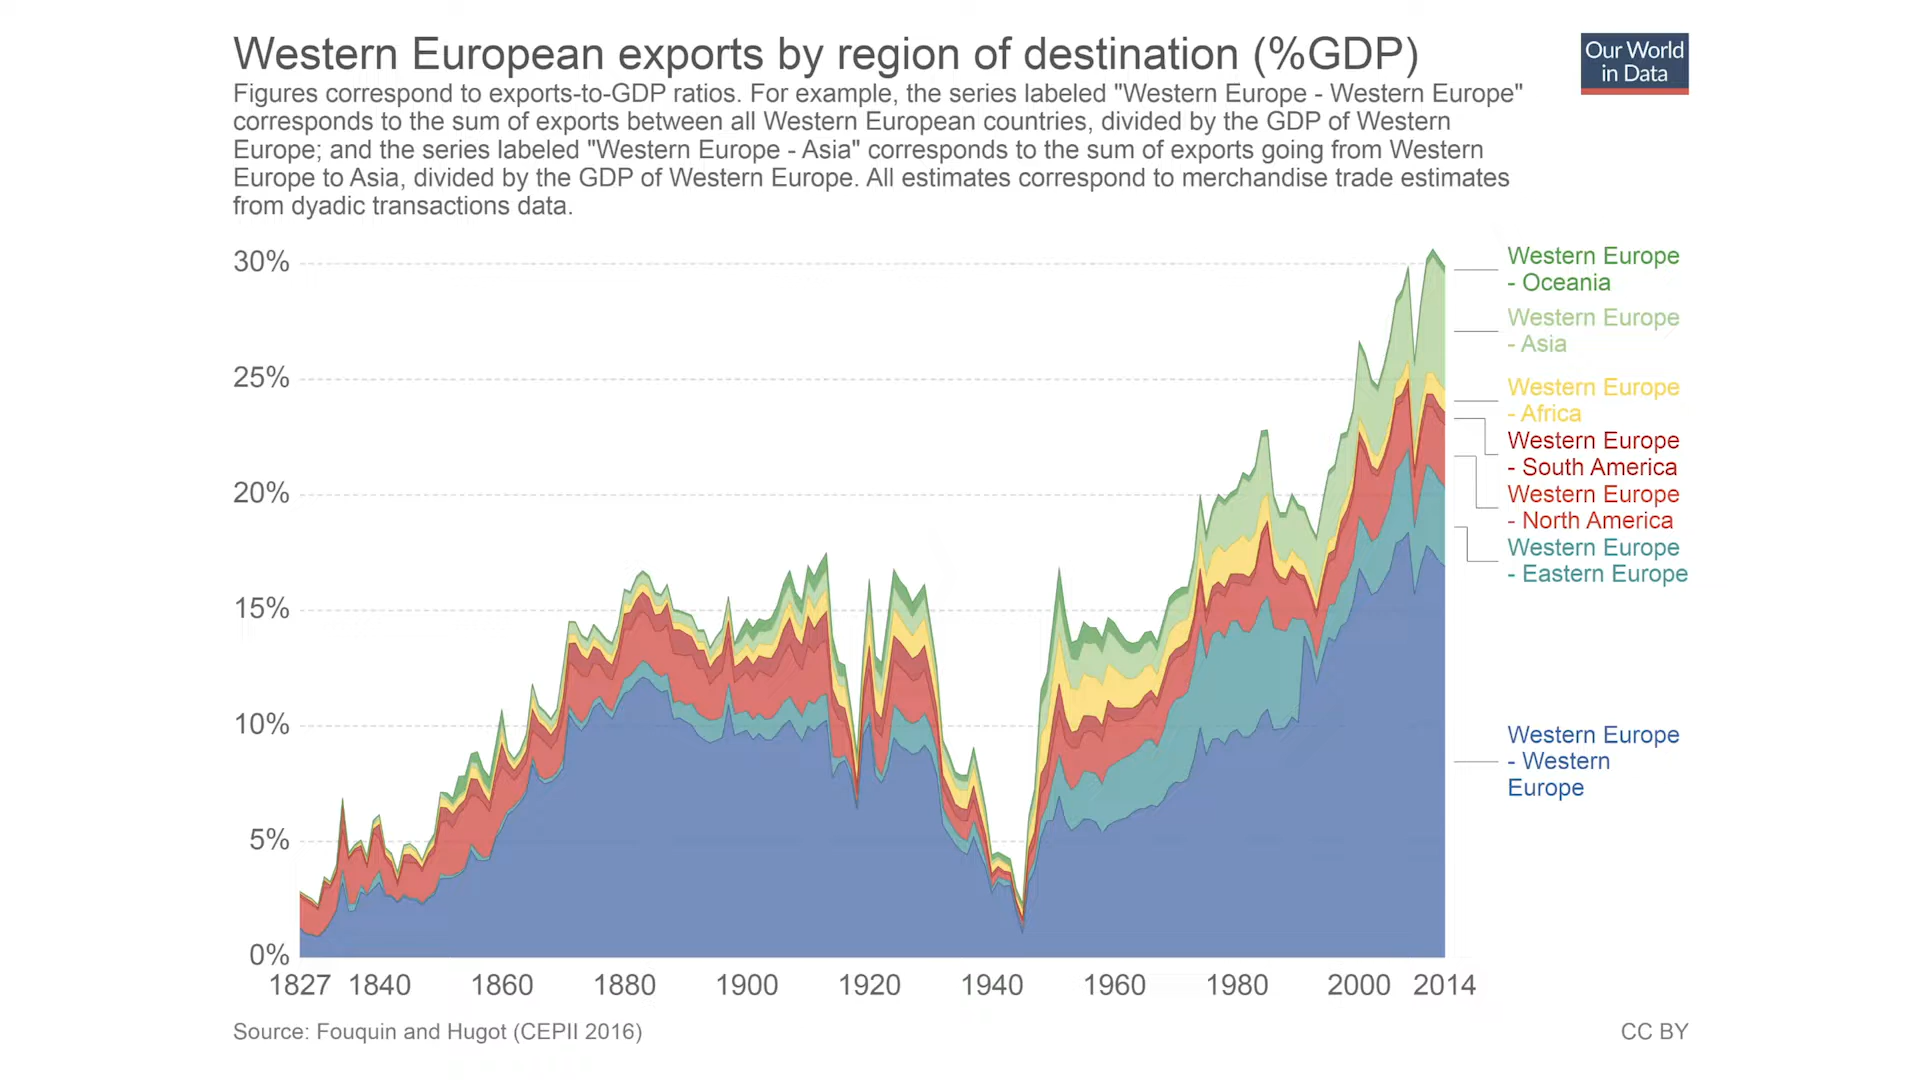 Western European exports by region of destination (%GDP)
Our World
in Data
Figures correspond to exports-to-GDP ratios. For example, the series labeled "Western Europe - Western Europe"
corresponds to the sum of exports between all Western European countries, divided by the GDP of Western
Europe; and the series labeled "Western Europe - Asia" corresponds to the sum of exports going from Western
Europe to Asia, divided by the GDP of Western Europe. All estimates correspond to merchandise trade estimates
from dyadic transactions data.
30%
25%
20%
15%
10%
5%
0%
1827 1840 1860 1880 1900 1920 1940 1960 1980 2000 2014
Western Europe
- Oceania
Western Europe
- Asia
Western Europe
- Africa
Western Europe
- South America
Western Europe
- North America
Western Europe
- Eastern Europe
Western Europe
- Western
Europe
Source: Fouquin and Hugot (CEPII 2016)
CC BY